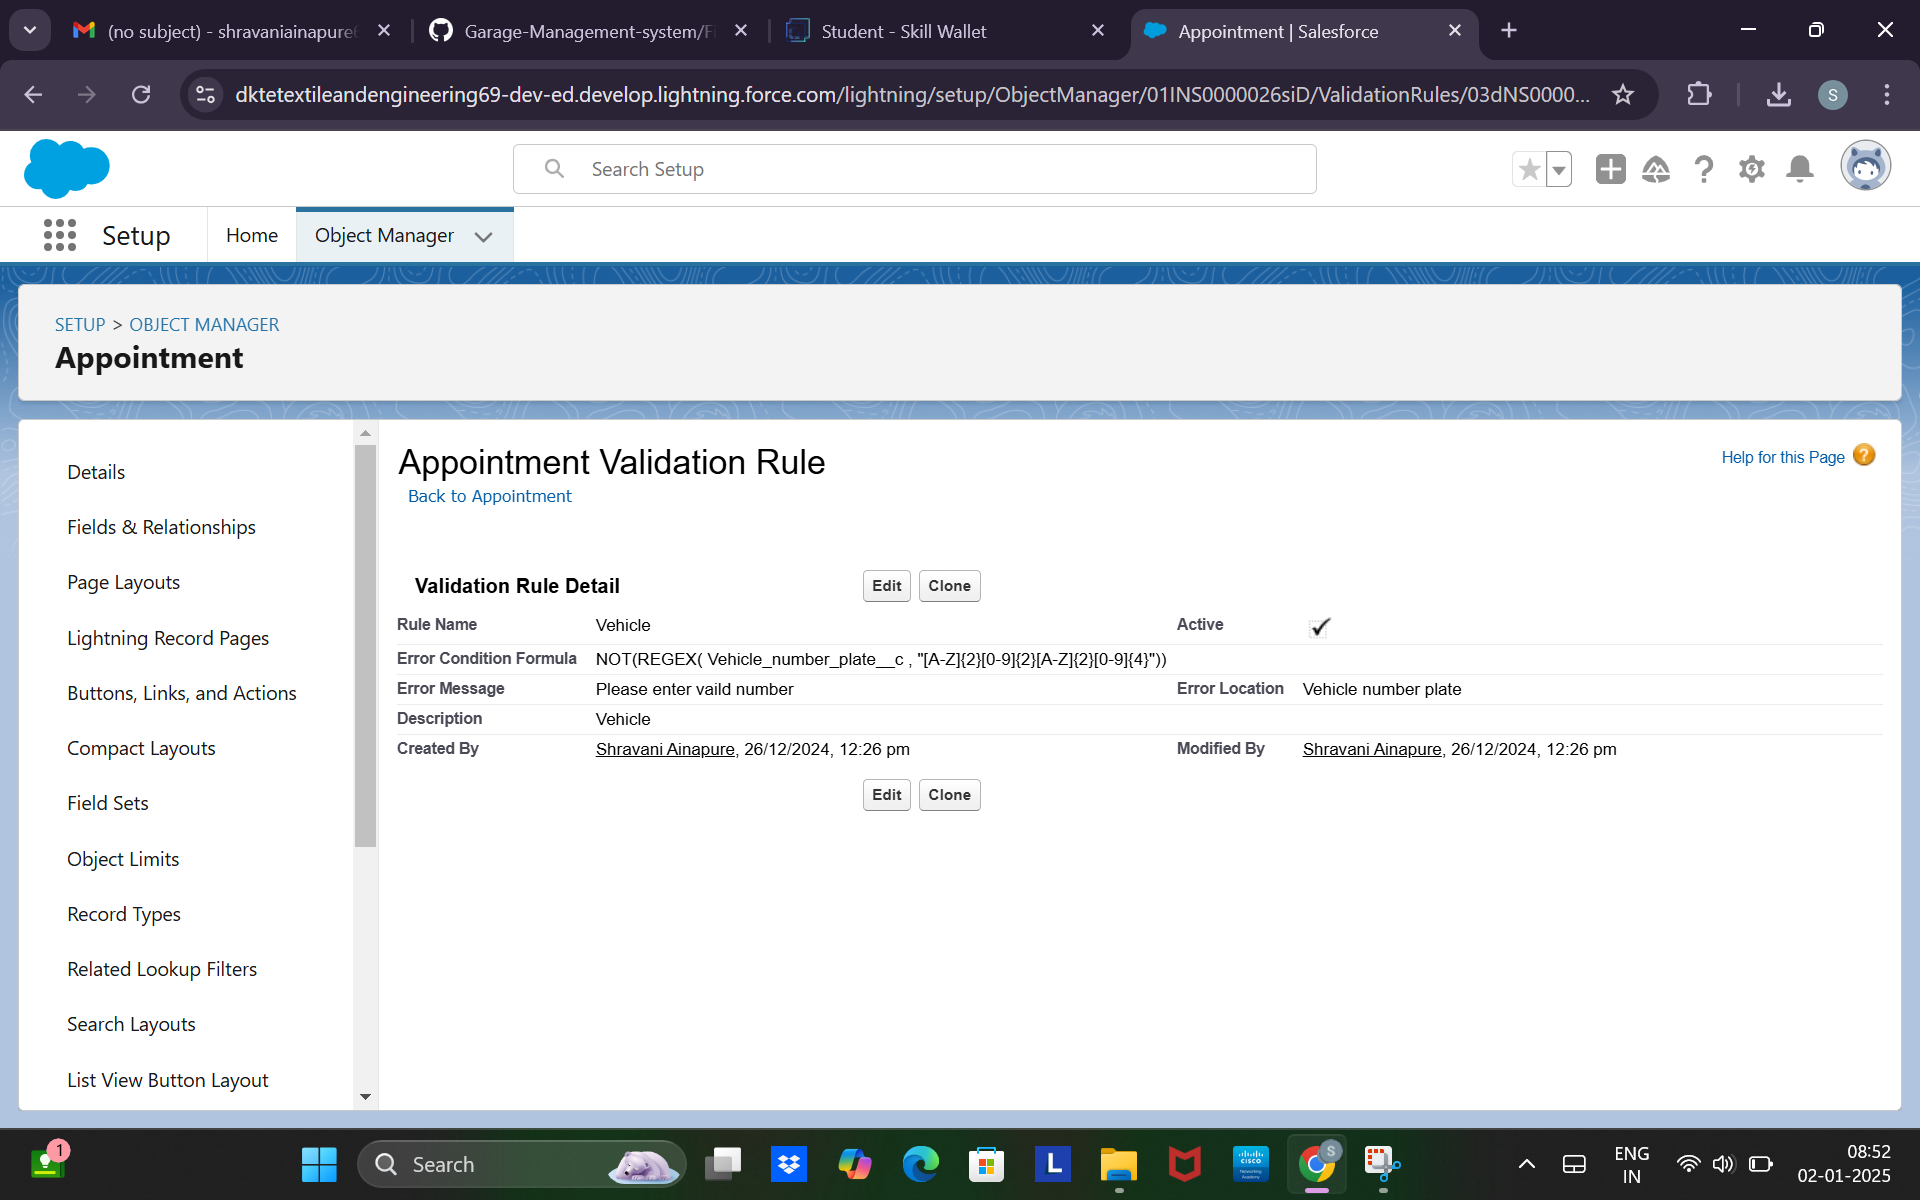 (no subject) - shravaniainapure6
Garage-Management-system/Fi
Student - Skill Wallet
Appointment | Salesforce
dktetextileandengineering69-dev-ed.develop.lightning.force.com/lightning/setup/ObjectManager/01INS0000026siD/ValidationRules/03dNS0000...
S
Search Setup
Setup
Home
Object Manager
SETUP > OBJECT MANAGER
Appointment
Details
Fields & Relationships
Page Layouts
Lightning Record Pages
Buttons, Links, and Actions
Compact Layouts
Field Sets
Object Limits
Record Types
Related Lookup Filters
Search Layouts
List View Button Layout
Appointment Validation Rule
Help for this Page ?
Back to Appointment
Validation Rule Detail
Edit Clone
Rule Name Vehicle Active
Error Condition Formula NOT(REGEX( Vehicle_number_plate__c , "[A-Z]{2}[0-9]{2}[A-Z]{2}[0-9]{4}"))
Error Message Please enter vaild number Error Location Vehicle number plate
Description Vehicle
Created By Shravani Ainapure, 26/12/2024, 12:26 pm Modified By Shravani Ainapure, 26/12/2024, 12:26 pm
Edit Clone
1
Search
L
CISCO
S
ENG
IN
08:52
02-01-2025